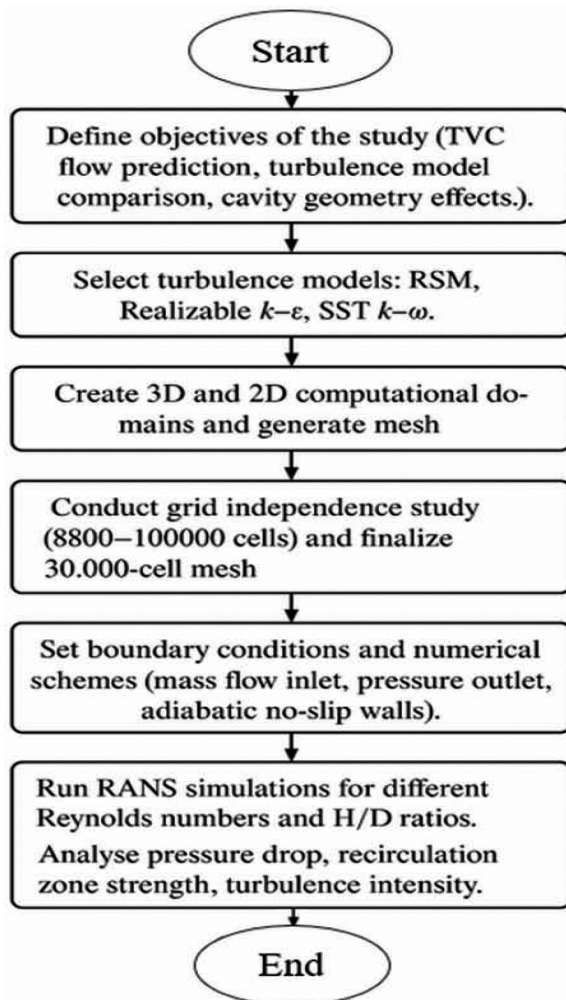 Start
Define objectives of the study (TVC
flow prediction, turbulence model
comparison, cavity geometry effects.).
Select turbulence models: RSM,
Realizable k–ε, SST k–ω.
Create 3D and 2D computational do-
mains and generate mesh
Conduct grid independence study
(8800–100000 cells) and finalize
30.000-cell mesh
Set boundary conditions and numerical
schemes (mass flow inlet, pressure outlet,
adiabatic no-slip walls).
Run RANS simulations for different
Reynolds numbers and H/D ratios.
Analyse pressure drop, recirculation
zone strength, turbulence intensity.
End